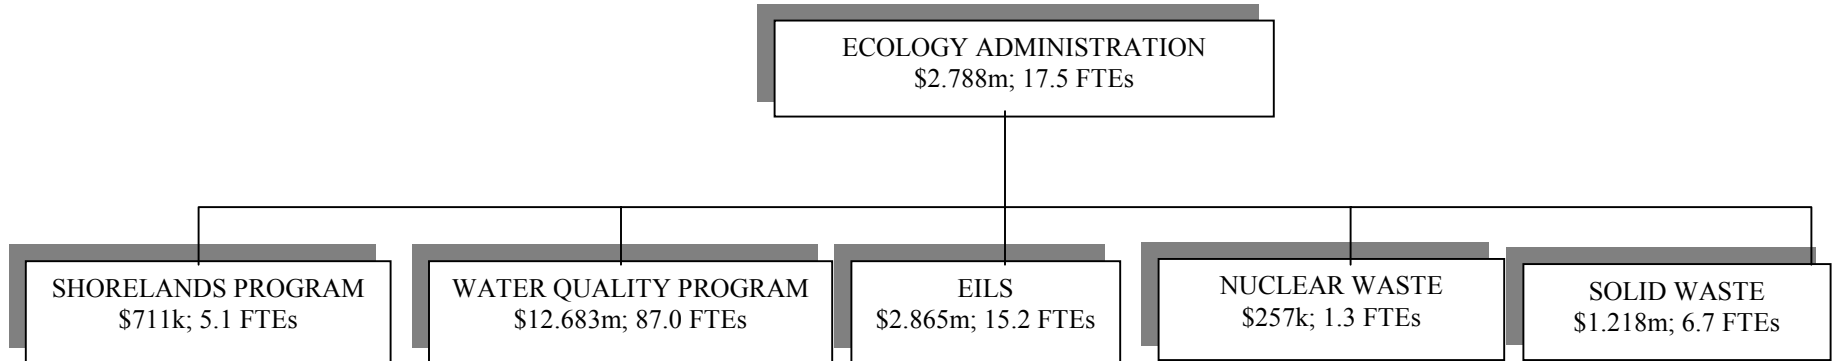 ECOLOGY ADMINISTRATION
$2.788m; 17.5 FTEs
SHORELANDS PROGRAM
$711k; 5.1 FTEs
WATER QUALITY PROGRAM
$12.683m; 87.0 FTEs
EILS
$2.865m; 15.2 FTEs
NUCLEAR WASTE
$257k; 1.3 FTEs
SOLID WASTE
$1.218m; 6.7 FTEs